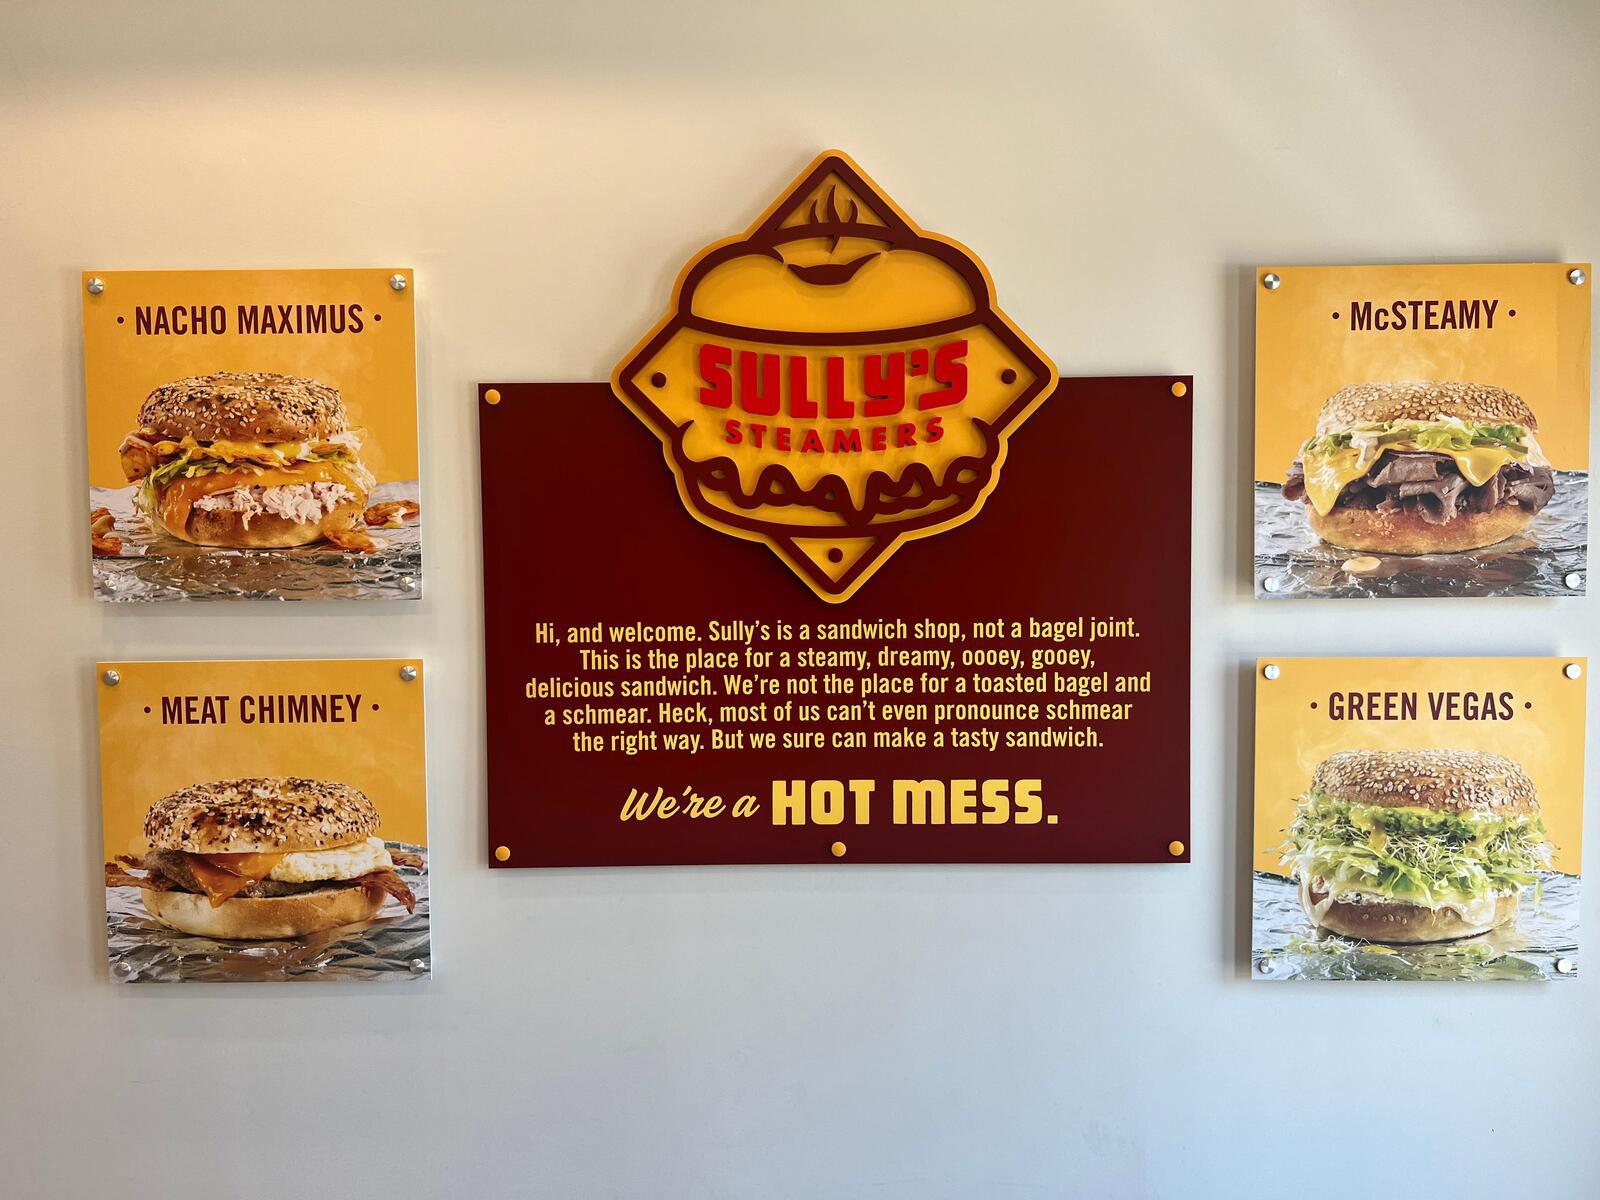 • NACHO MAXIMUS •
• MEAT CHIMNEY •
SULLY'S
STEAMERS
Hi, and welcome. Sully's is a sandwich shop, not a bagel joint.
This is the place for a steamy, dreamy, oooey, gooey,
delicious sandwich. We're not the place for a toasted bagel and
a schmear. Heck, most of us can't even pronounce schmear
the right way. But we sure can make a tasty sandwich.
We're a HOT MESS.
• McSTEAMY •
• GREEN VEGAS •